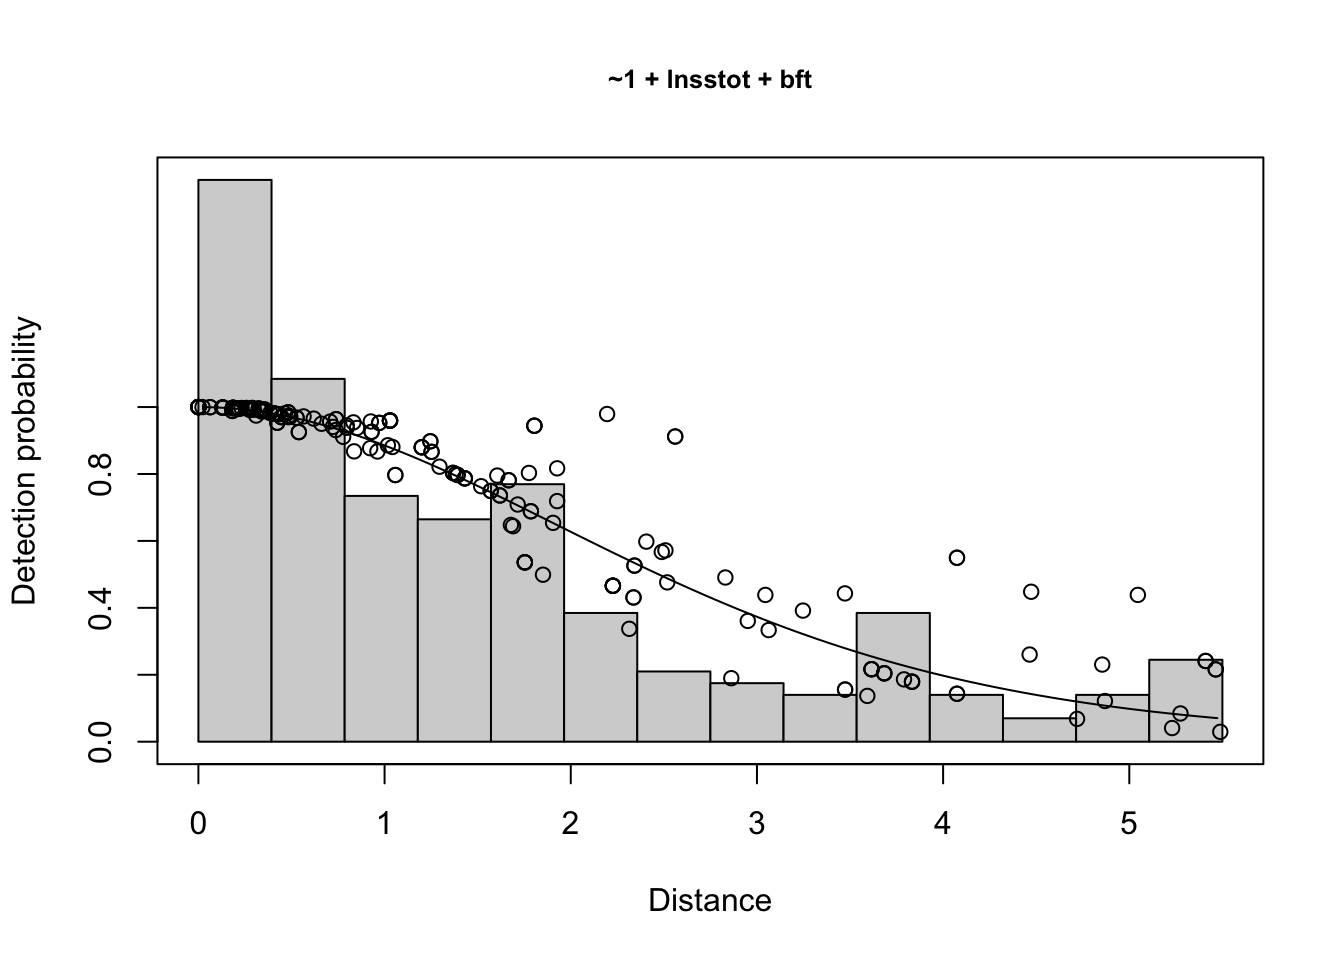 ~1 + lnsstot + bft
Detection probability
0.8
0.4
0.0
0 1 2 3 4 5
Distance